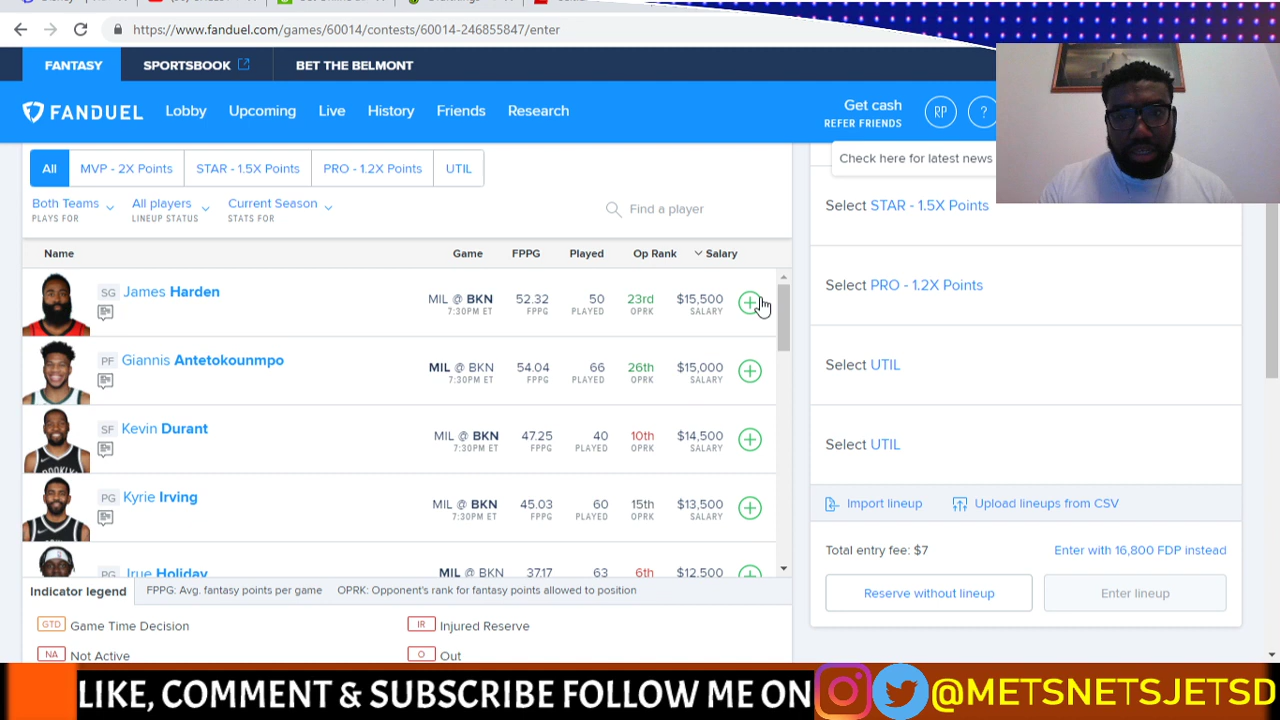 https://www.fanduel.com/games/60014/contests/60014-246855847/enter
FANTASY SPORTSBOOK BET THE BELMONT
FANDUEL Lobby Upcoming Live History Friends Research
Get cash
REFER FRIENDS
RP ?
Check here for latest news
All MVP - 2X Points STAR - 1.5X Points PRO - 1.2X Points UTIL
Both Teams All players Current Season
PLAYS FOR LINEUP STATUS STATS FOR
Find a player
Name Game FPPG Played Op Rank Salary
SG James Harden MIL @ BKN 52.32 50 23rd $15,500
7:30PM ET FPPG PLAYED OPRK SALARY
PF Giannis Antetokounmpo MIL @ BKN 54.04 66 26th $15,000
7:30PM ET FPPG PLAYED OPRK SALARY
SF Kevin Durant MIL @ BKN 47.25 40 10th $14,500
7:30PM ET FPPG PLAYED OPRK SALARY
PG Kyrie Irving MIL @ BKN 45.03 60 15th $13,500
7:30PM ET FPPG PLAYED OPRK SALARY
PG Jrue Holiday MIL @ BKN 37.17 63 6th $12,500
Indicator legend FPPG: Avg. fantasy points per game OPRK: Opponent's rank for fantasy points allowed to position
GTD Game Time Decision IR Injured Reserve
NA Not Active O Out
Select STAR - 1.5X Points
Select PRO - 1.2X Points
Select UTIL
Select UTIL
Import lineup Upload lineups from CSV
Total entry fee: $7 Enter with 16,800 FDP instead
Reserve without lineup Enter lineup
LIKE, COMMENT & SUBSCRIBE FOLLOW ME ON @METSNETSJETSD